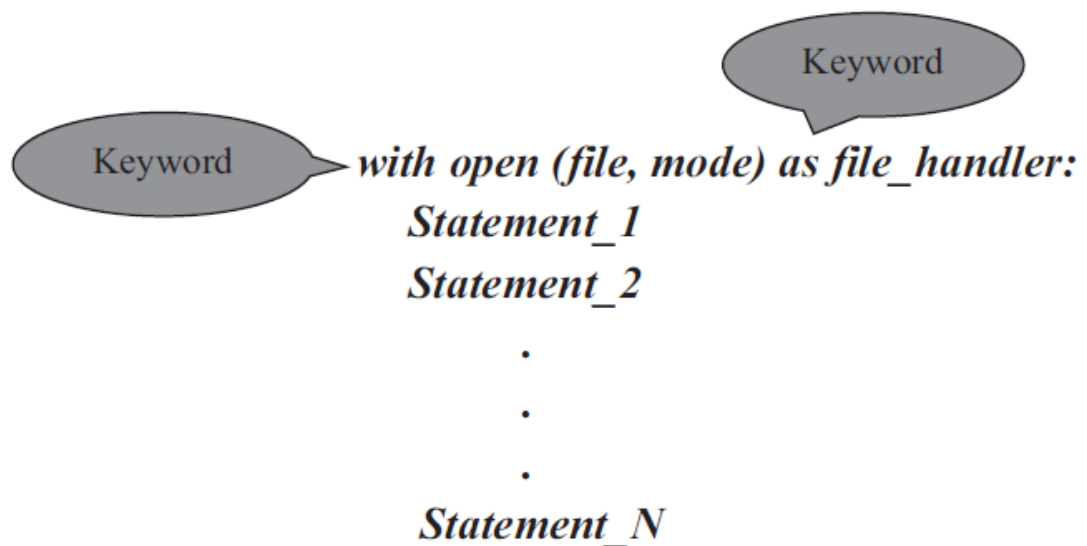 Keyword
Keyword
with open (file, mode) as file_handler:
Statement_1
Statement_2
.
.
.
Statement_N